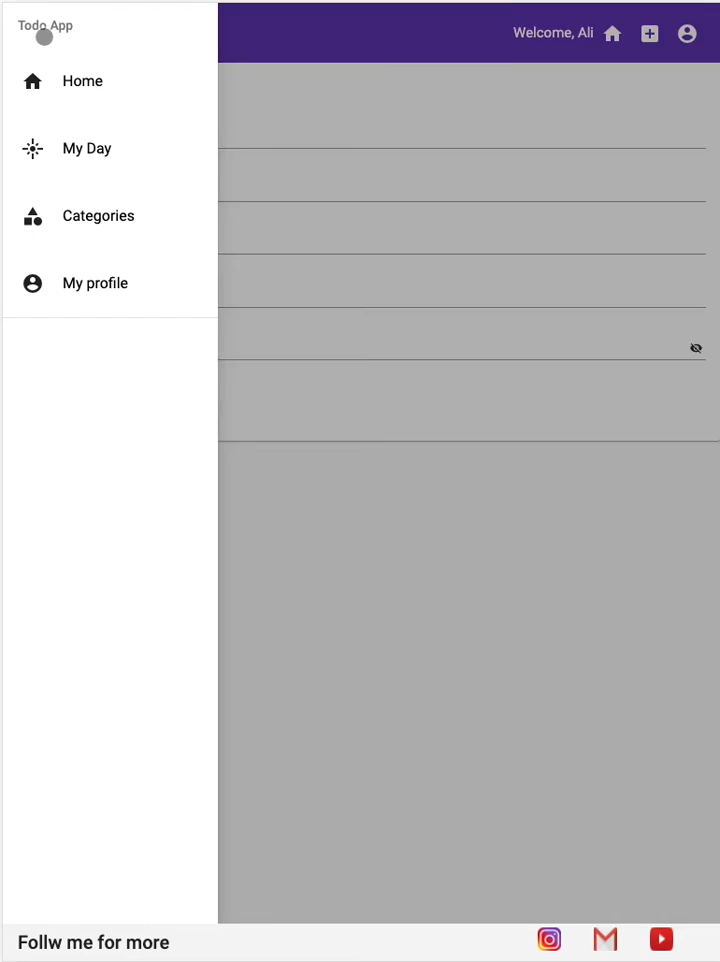 Todo App
Welcome, Ali
Home
My Day
Categories
My profile
Follw me for more